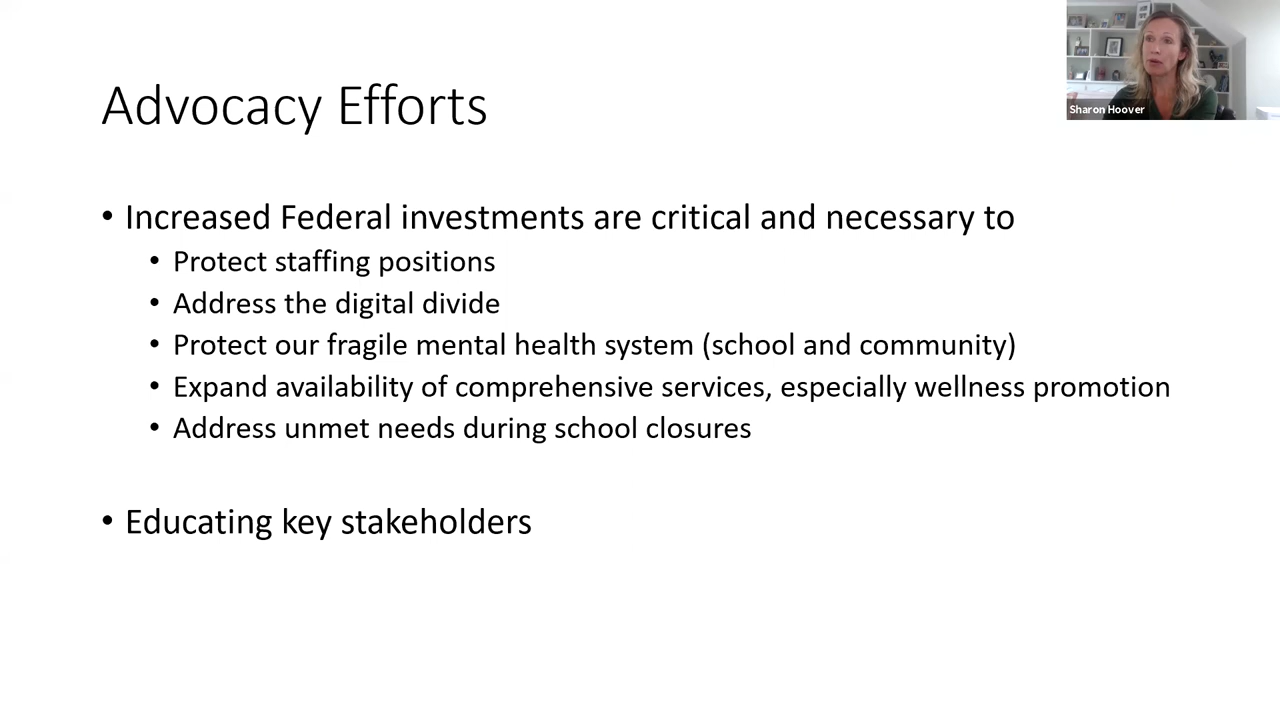 Advocacy Efforts
Sharon Hoover
• Increased Federal investments are critical and necessary to
• Protect staffing positions
• Address the digital divide
• Protect our fragile mental health system (school and community)
• Expand availability of comprehensive services, especially wellness promotion
• Address unmet needs during school closures
• Educating key stakeholders